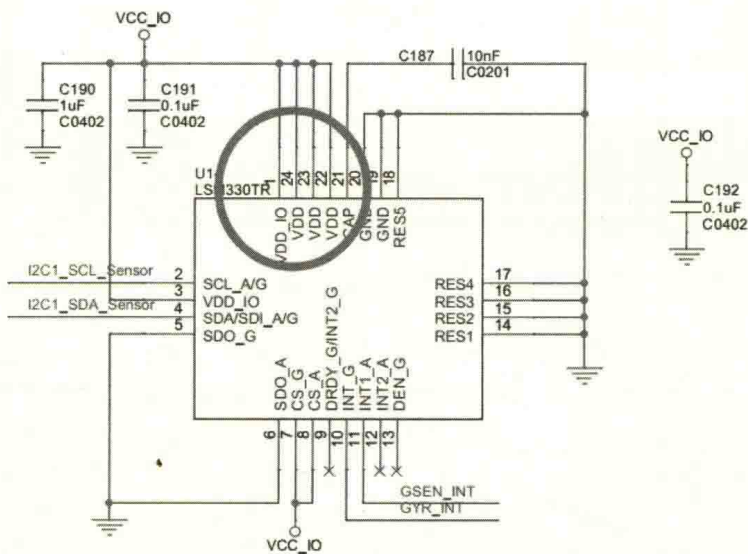 VCC_IO
C190
1uF
C0402
C191
0.1uF
C0402
C187
10nF
C0201
VCC_IO
C192
0.1uF
C0402
U1
1
24
23
22
21
20
19
18
VDD_IO
VDD
VDD
VDD
CAP
GND
GND
RES5
I2C1_SCL_Sensor
2
SCL_A/G
3
VDD_IO
I2C1_SDA_Sensor
4
SDA/SDI_A/G
5
SDO_G
RES4
17
RES3
16
RES2
15
RES1
14
SDO_A
CS_G
CS_A
DRDY_G/INT2_G
INT_G
INT1_A
INT2_A
DEN_G
6
7
8
9
10
11
12
13
GSEN_INT
GYR_INT
VCC_IO